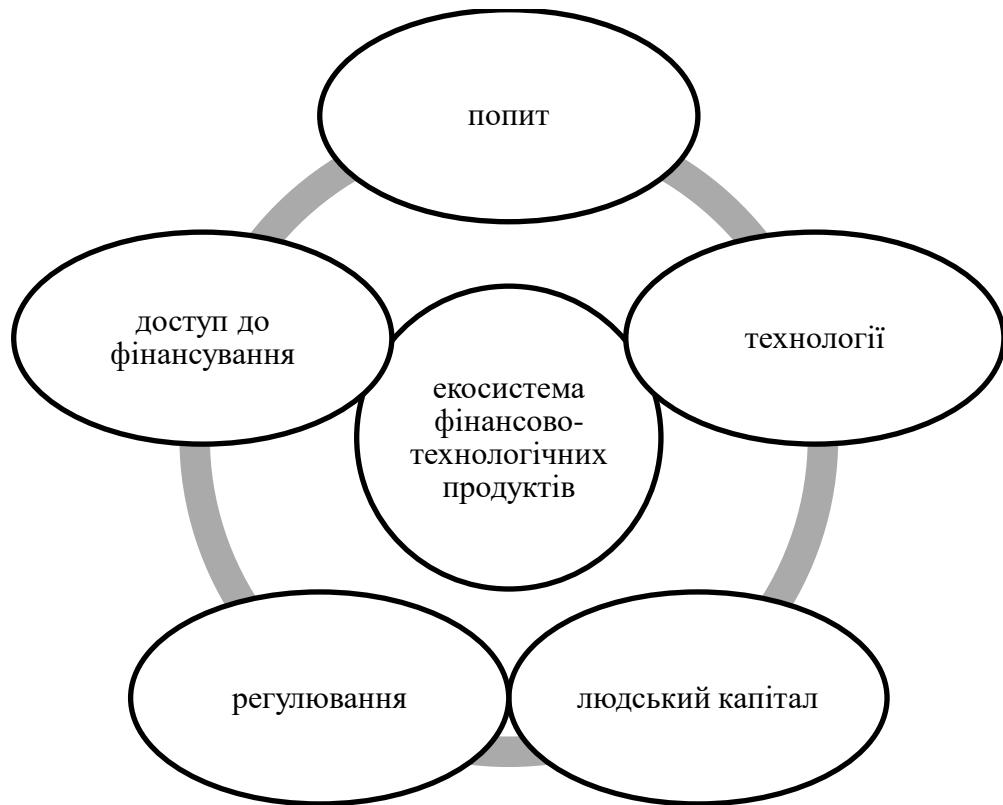 попит
доступ до
фінансування
технології
екосистема
фінансово-
технологічних
продуктів
регулювання
людський капітал